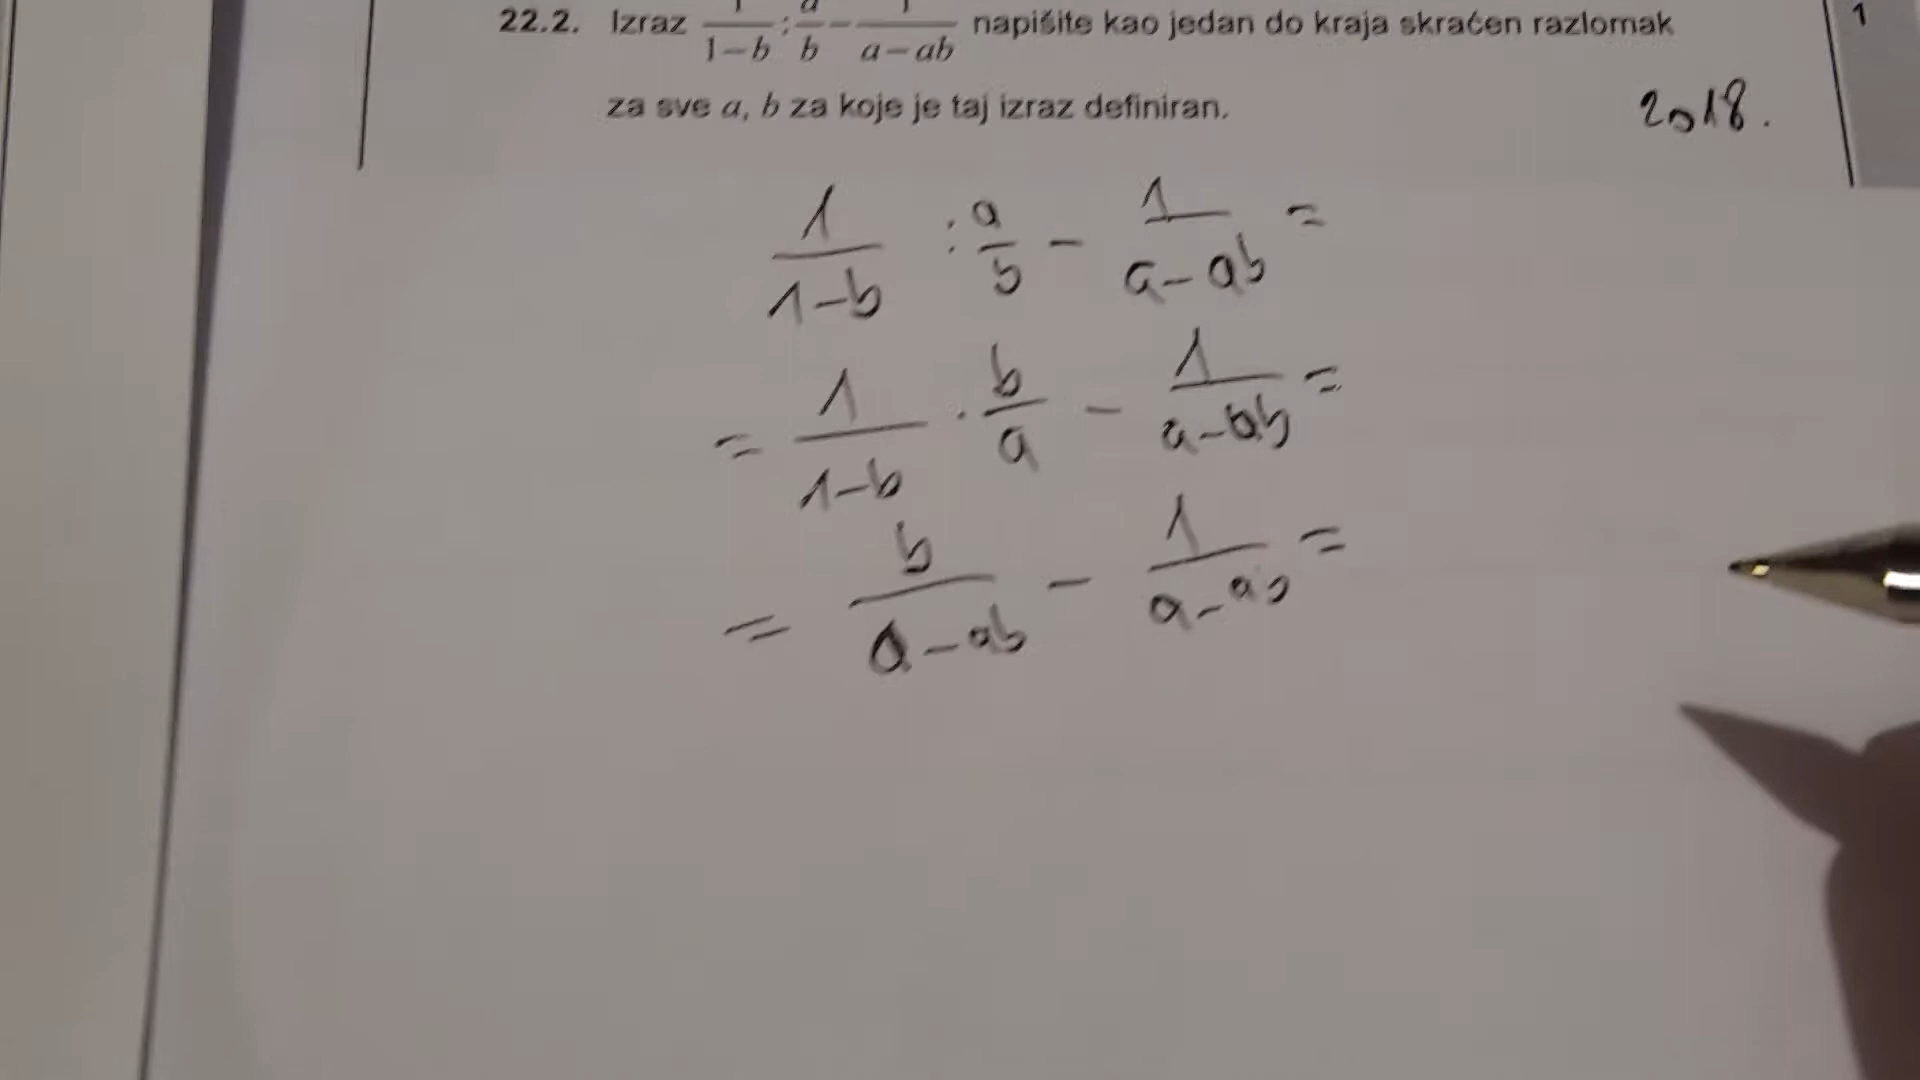 22.2. Izraz 1/(1−b) : a/b − 1/(a−ab) napišite kao jedan do kraja skraćen razlomak
1
za sve a, b za koje je taj izraz definiran.
2018.
1/(1−b) : a/b − 1/(a−ab) =
= 1/(1−b) · b/a − 1/(a−ab) =
= b/(a−ab) − 1/(a−ab) =